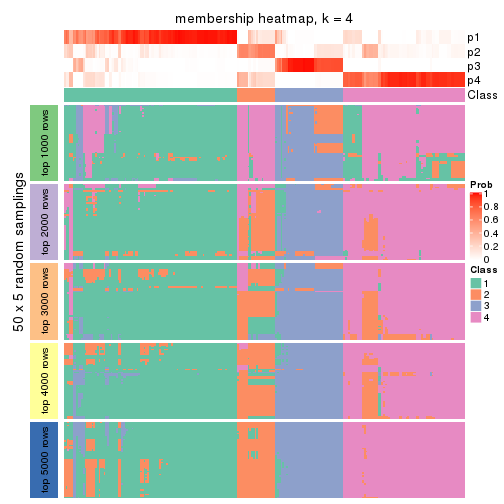 membership heatmap, k = 4
p1
p2
p3
p4
Class
50 x 5 random samplings
top 1000 rows
top 2000 rows
top 3000 rows
top 4000 rows
top 5000 rows
Prob
1
0.8
0.6
0.4
0.2
0
Class
1
2
3
4